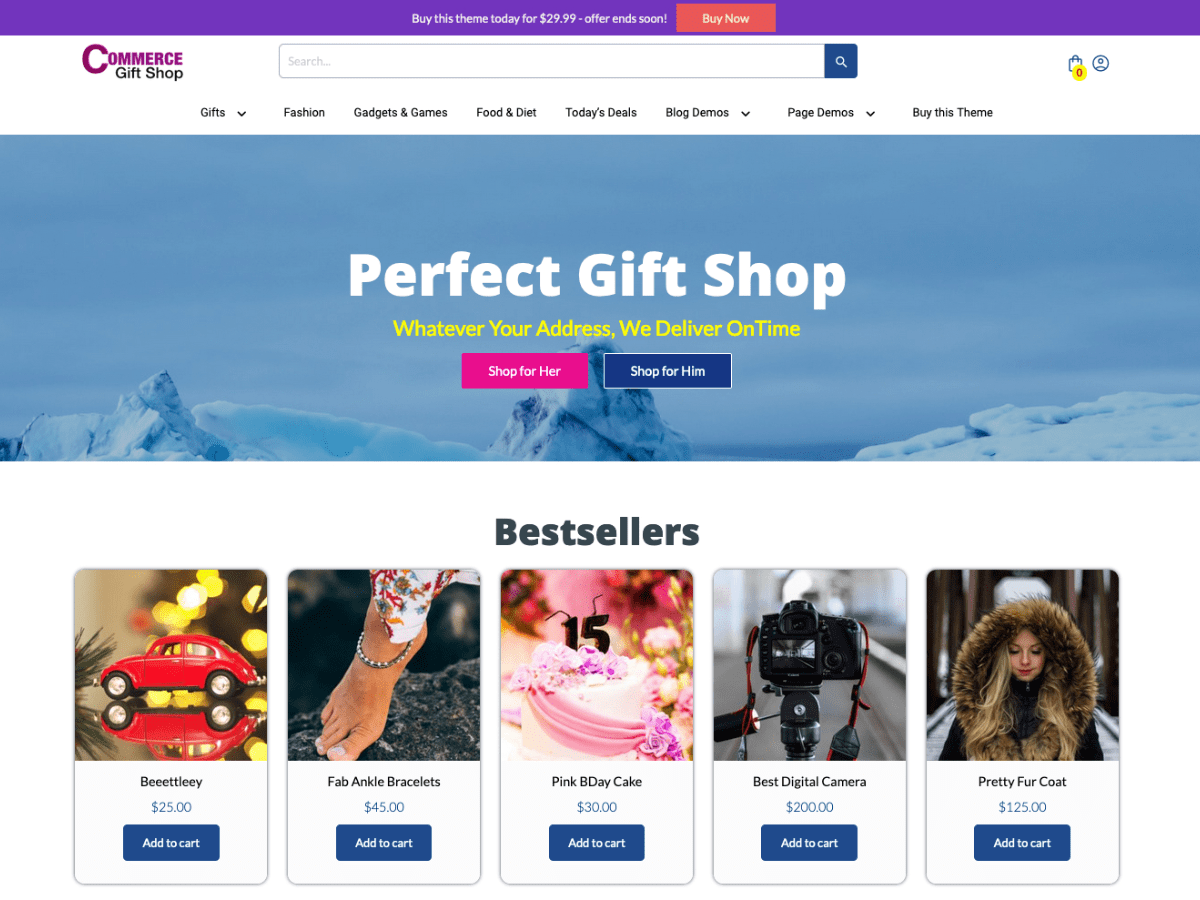 Buy this theme today for $29.99 - offer ends soon! Buy Now
COMMERCE
Gift Shop
Search...
0
Gifts Fashion Gadgets & Games Food & Diet Today's Deals Blog Demos Page Demos Buy this Theme
Perfect Gift Shop
Whatever Your Address, We Deliver OnTime
Shop for Her Shop for Him
Bestsellers
15
Beeettleey Fab Ankle Bracelets Pink BDay Cake Best Digital Camera Pretty Fur Coat
$25.00 $45.00 $30.00 $200.00 $125.00
Add to cart Add to cart Add to cart Add to cart Add to cart